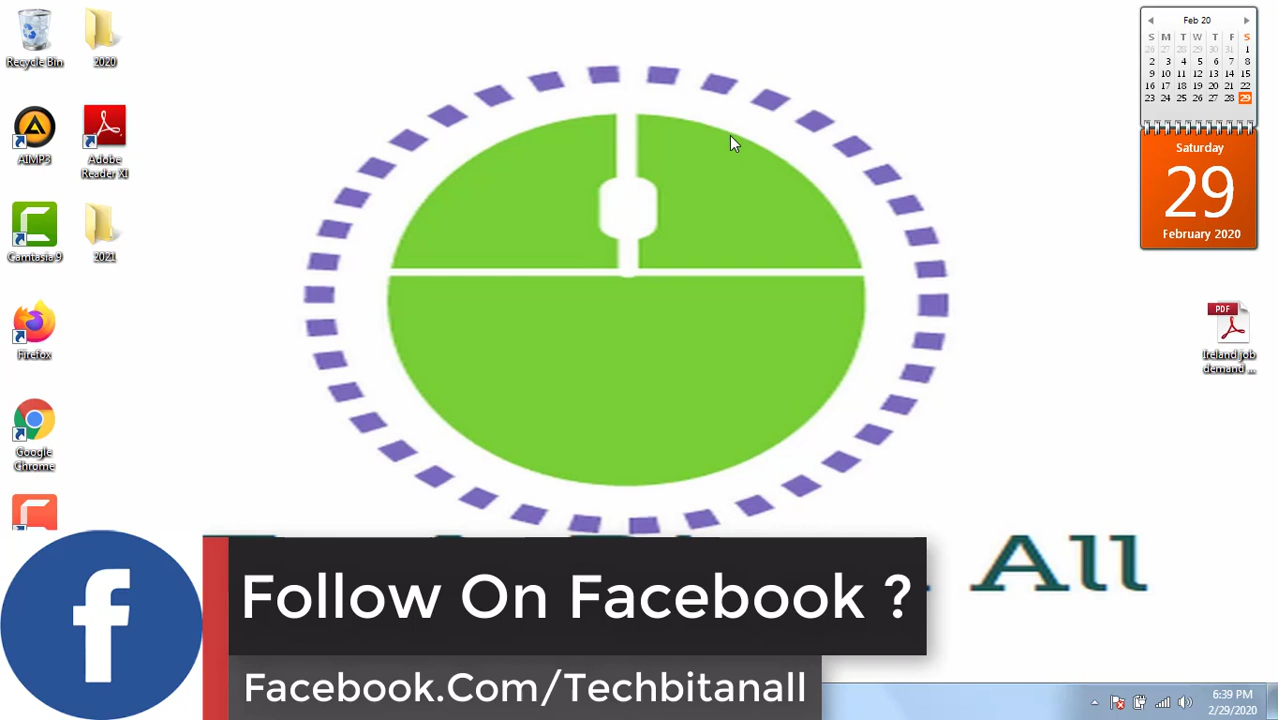 Recycle Bin
2020
AIMP3
Adobe
Reader XI
Camtasia 9
2021
Firefox
Google
Chrome
Feb 20
S M T W T F S
26 27 28 29 30 31 1
2 3 4 5 6 7 8
9 10 11 12 13 14 15
16 17 18 19 20 21 22
23 24 25 26 27 28 29
Saturday
29
February 2020
PDF
Ireland job
demand ...
All
Follow On Facebook ?
Facebook.Com/Techbitanall
6:39 PM
2/29/2020